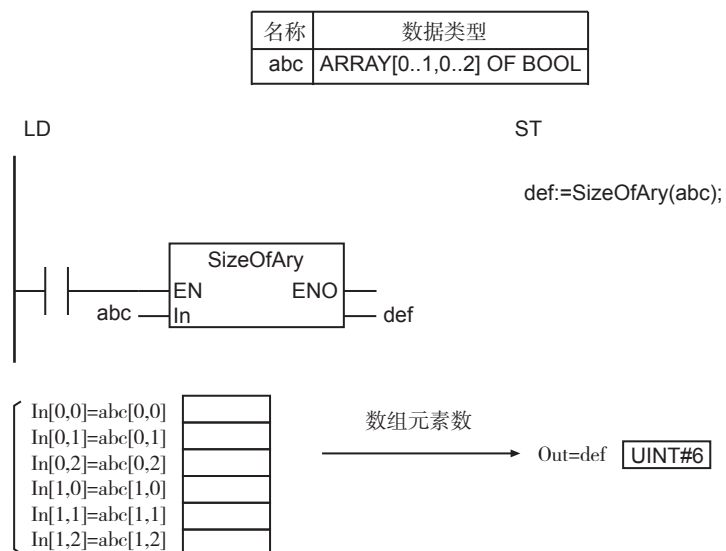 名称 数据类型
abc ARRAY[0..1,0..2] OF BOOL
LD ST
def:=SizeOfAry(abc);
SizeOfAry
EN ENO
abc In def
In[0,0]=abc[0,0]
In[0,1]=abc[0,1]
In[0,2]=abc[0,2]
In[1,0]=abc[1,0]
In[1,1]=abc[1,1]
In[1,2]=abc[1,2]
数组元素数
Out=def UINT#6